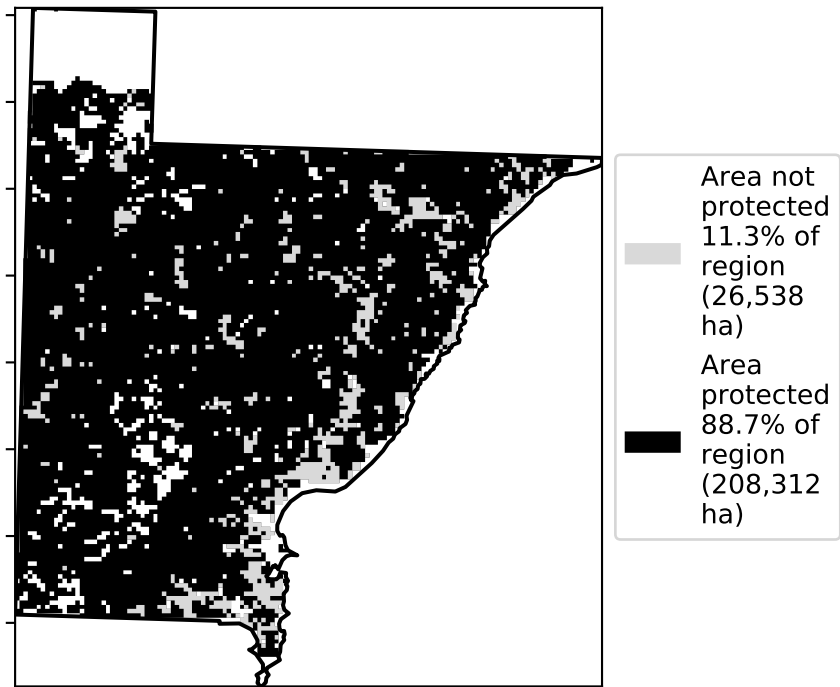 Area not
protected
11.3% of
region
(26,538
ha)
Area
protected
88.7% of
region
(208,312
ha)